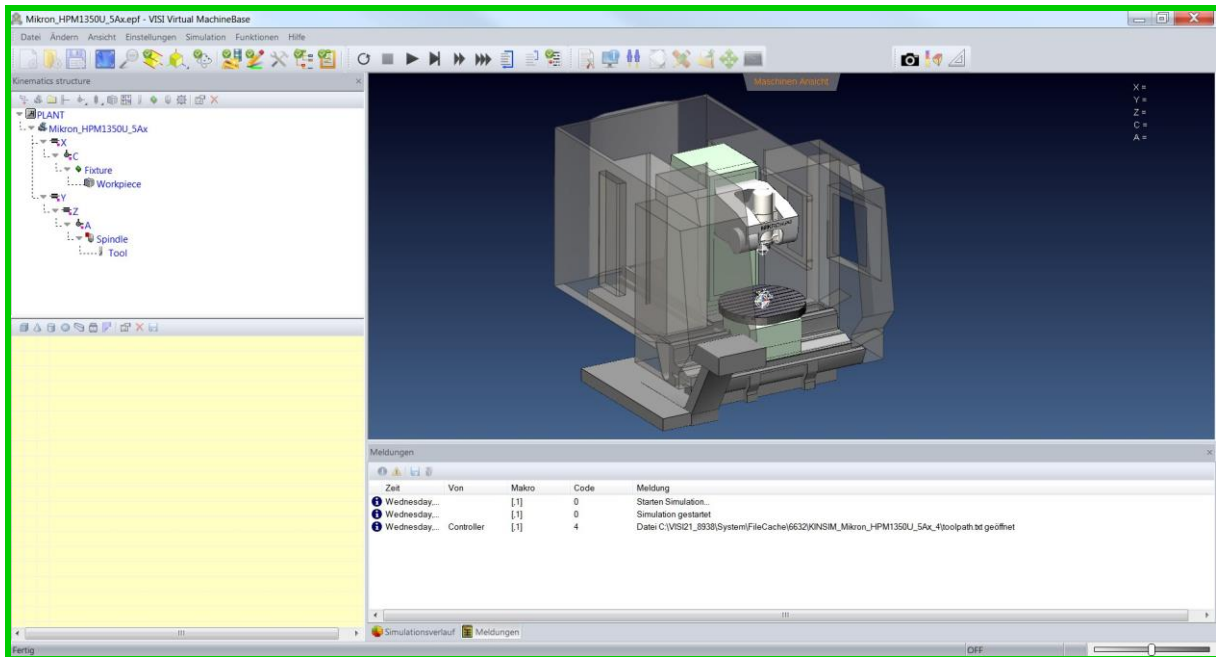 Mikron_HPM1350U_5Ax.epf - VISI Virtual MachineBase
Datei Ändern Ansicht Einstellungen Simulation Funktionen Hilfe
Kinematics structure
PLANT
Mikron_HPM1350U_5Ax
X
C
Fixture
Workpiece
Y
Z
A
Spindle
Tool
Maschinen Ansicht
X =
Y =
Z =
C =
A =
Meldungen
Zeit Von Makro Code Meldung
Wednesday,... [.1] 0 Starten Simulation...
Wednesday,... [.1] 0 Simulation gestartet
Wednesday,... Controller [.1] 4 Datei C:\VISI21_8938\System\FileCache\6632\KINSIM_Mikron_HPM1350U_5Ax_4\toolpath.txt geöffnet
Simulationsverlauf Meldungen
Fertig OFF